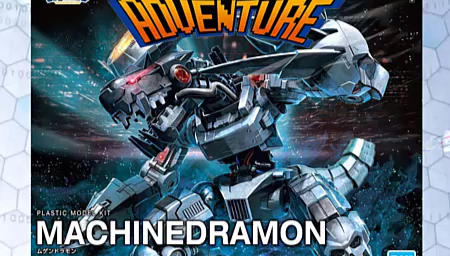 ADVENTURE
PLASTIC MODEL KIT
MACHINEDRAMON
ムゲンドラモン